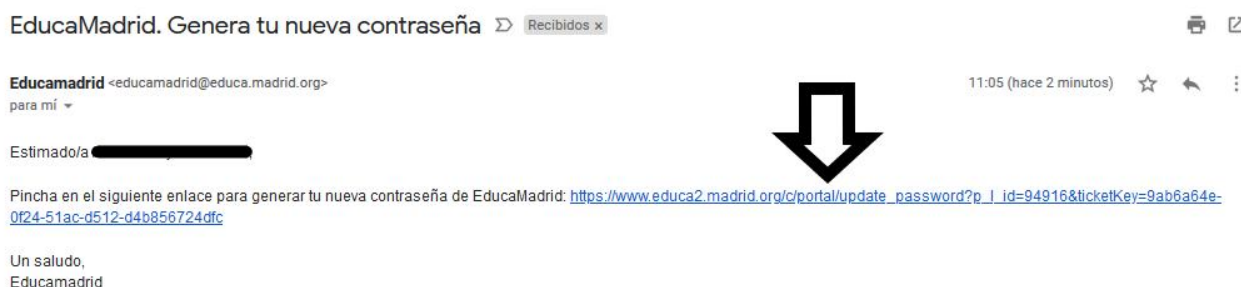 EducaMadrid. Genera tu nueva contraseña Recibidos x
Educamadrid <educamadrid@educa.madrid.org> 11:05 (hace 2 minutos)
para mí
Estimado/a
Pincha en el siguiente enlace para generar tu nueva contraseña de EducaMadrid: https://www.educa2.madrid.org/c/portal/update_password?p_l_id=94916&ticketKey=9ab6a64e-
0f24-51ac-d512-d4b856724dfc
Un saludo,
Educamadrid